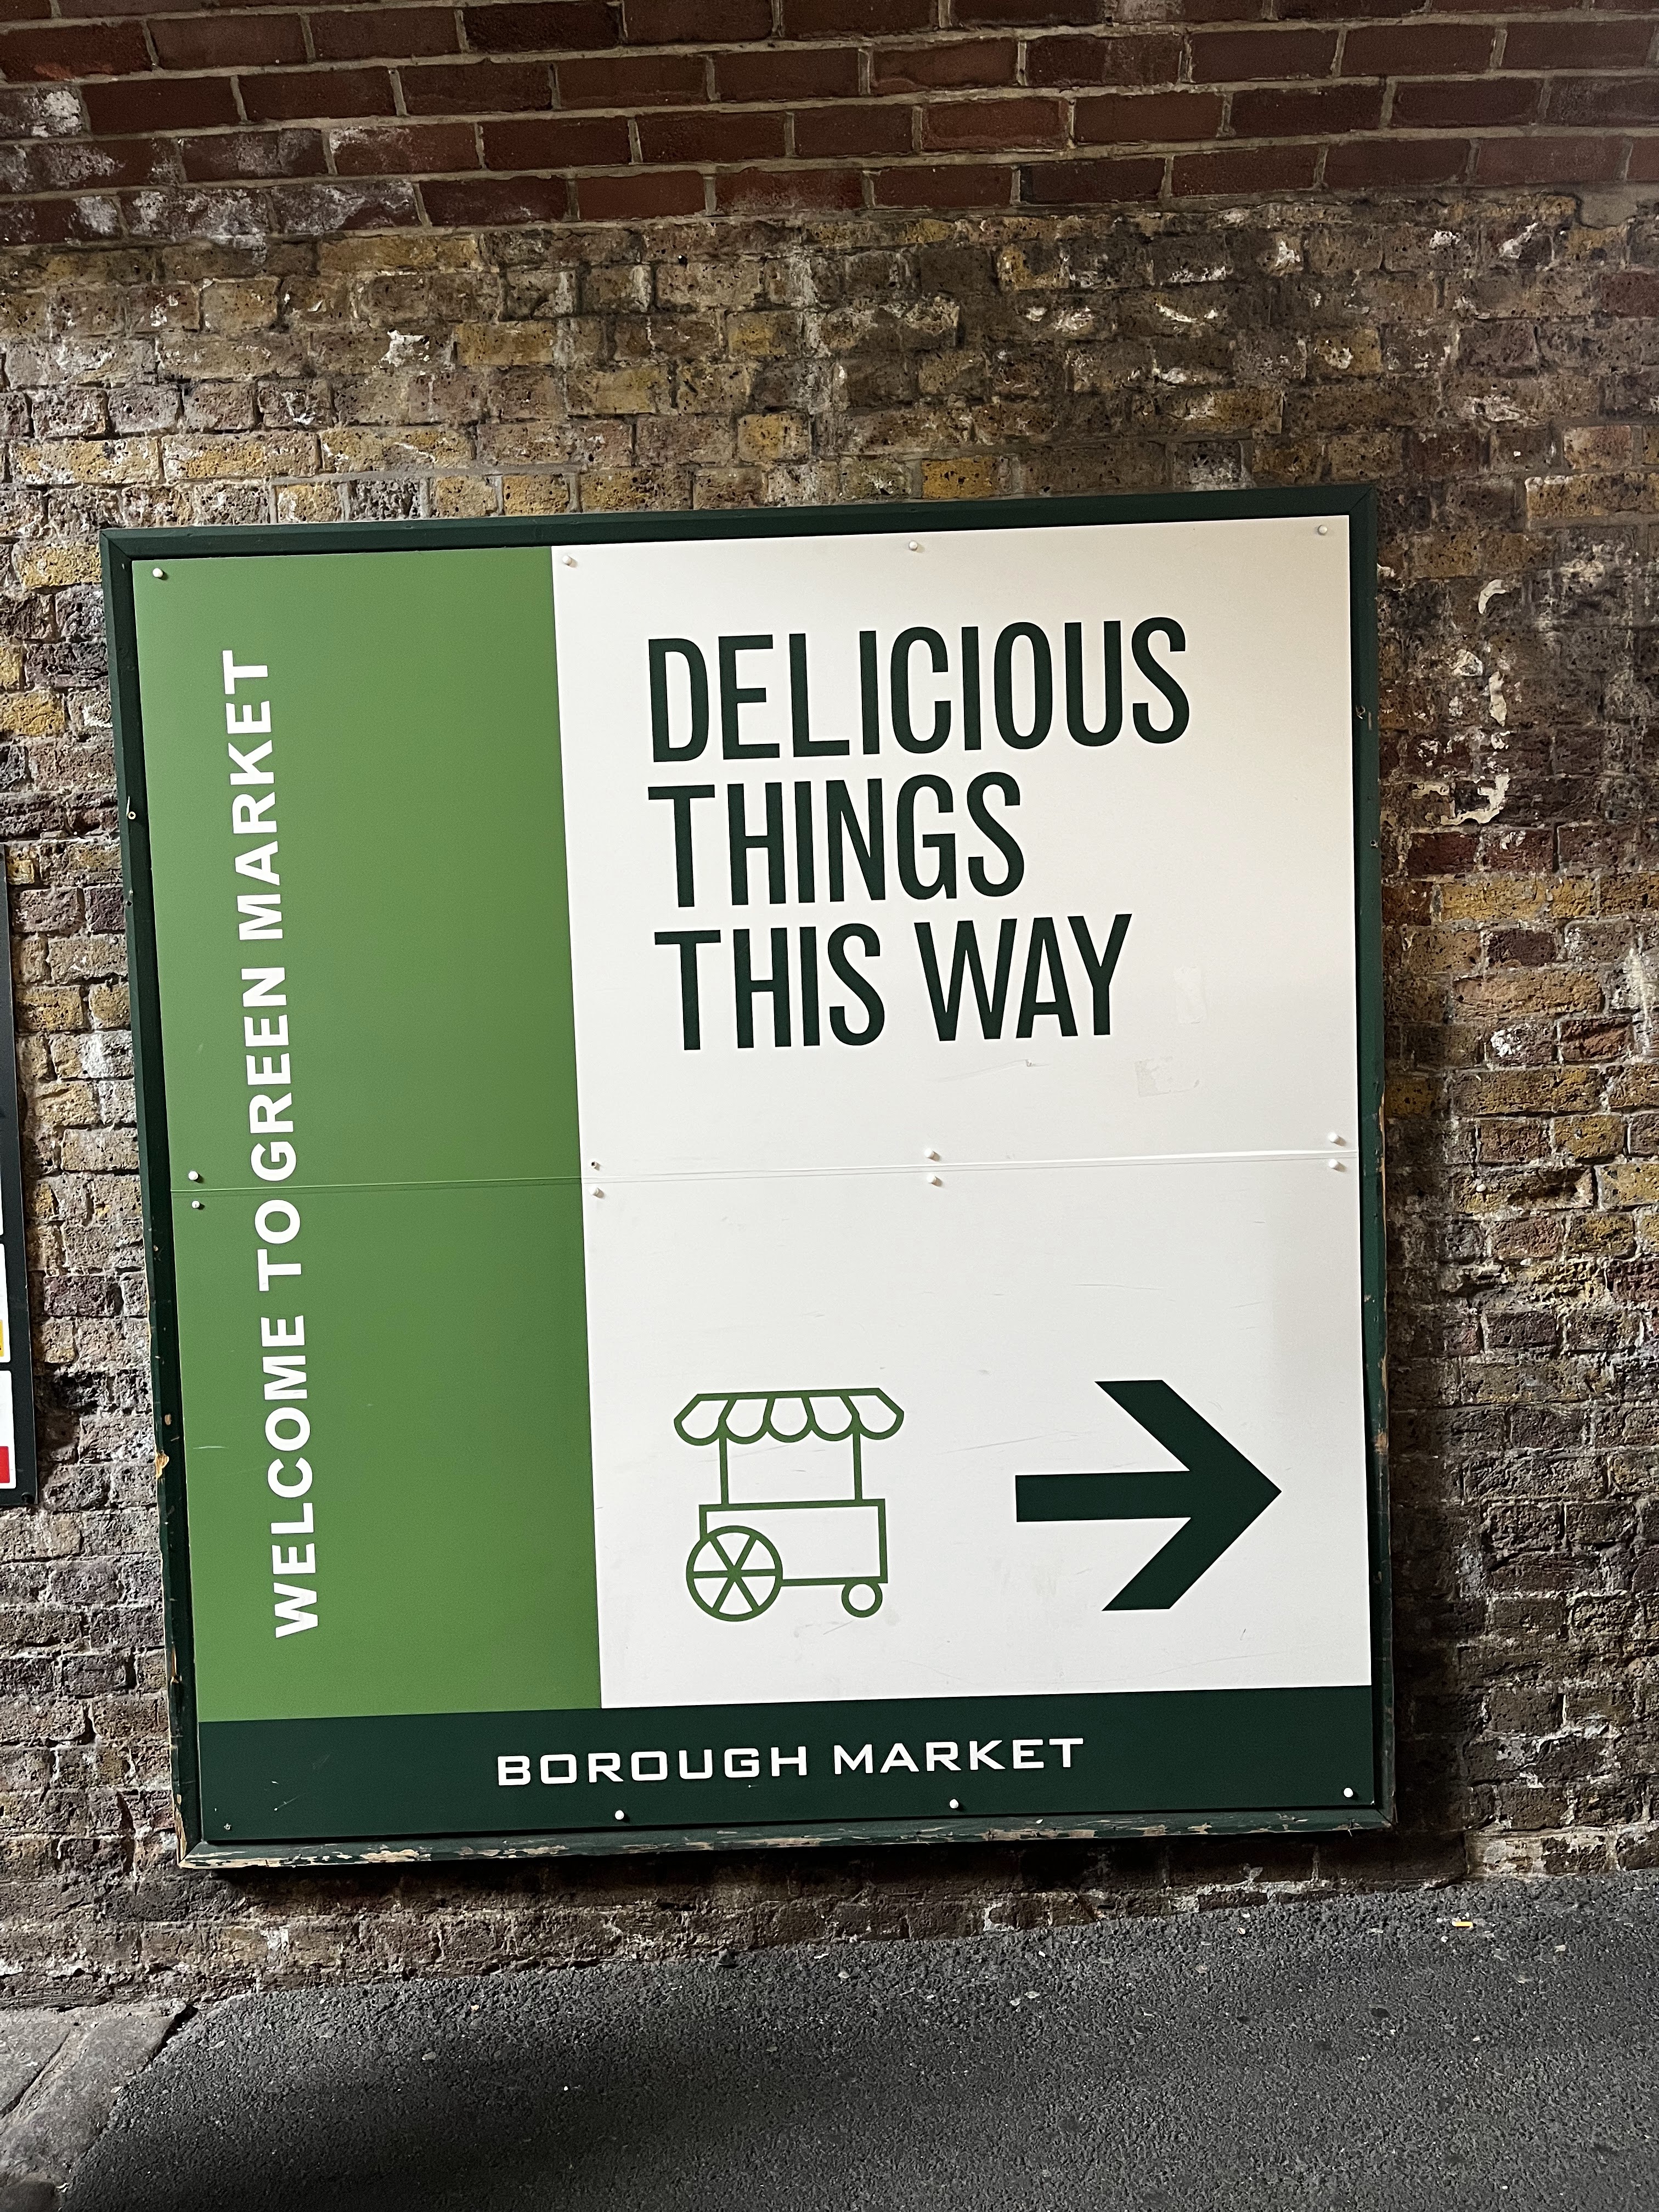 WELCOME TO GREEN MARKET
DELICIOUS
THINGS
THIS WAY
BOROUGH MARKET